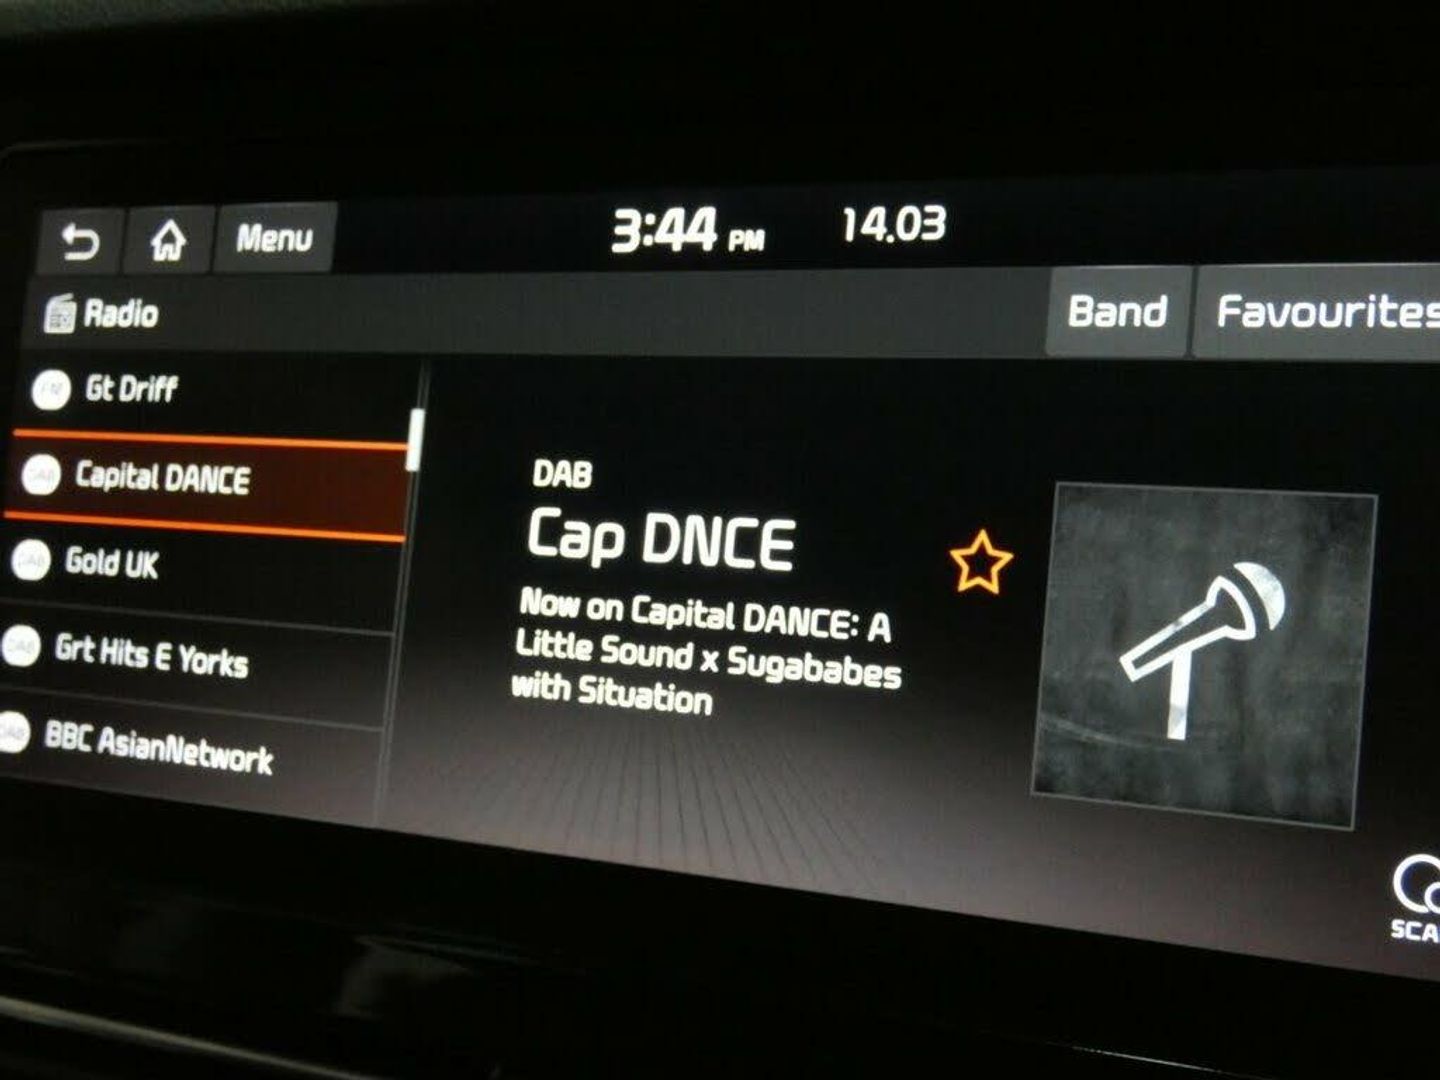 Menu
3:44 PM
14.03
Radio
Band
Favourites
Gt Driff
Capital DANCE
Gold UK
Grt Hits E Yorks
BBC AsianNetwork
DAB
Cap DNCE
Now on Capital DANCE: A
Little Sound x Sugababes
with Situation
SCA